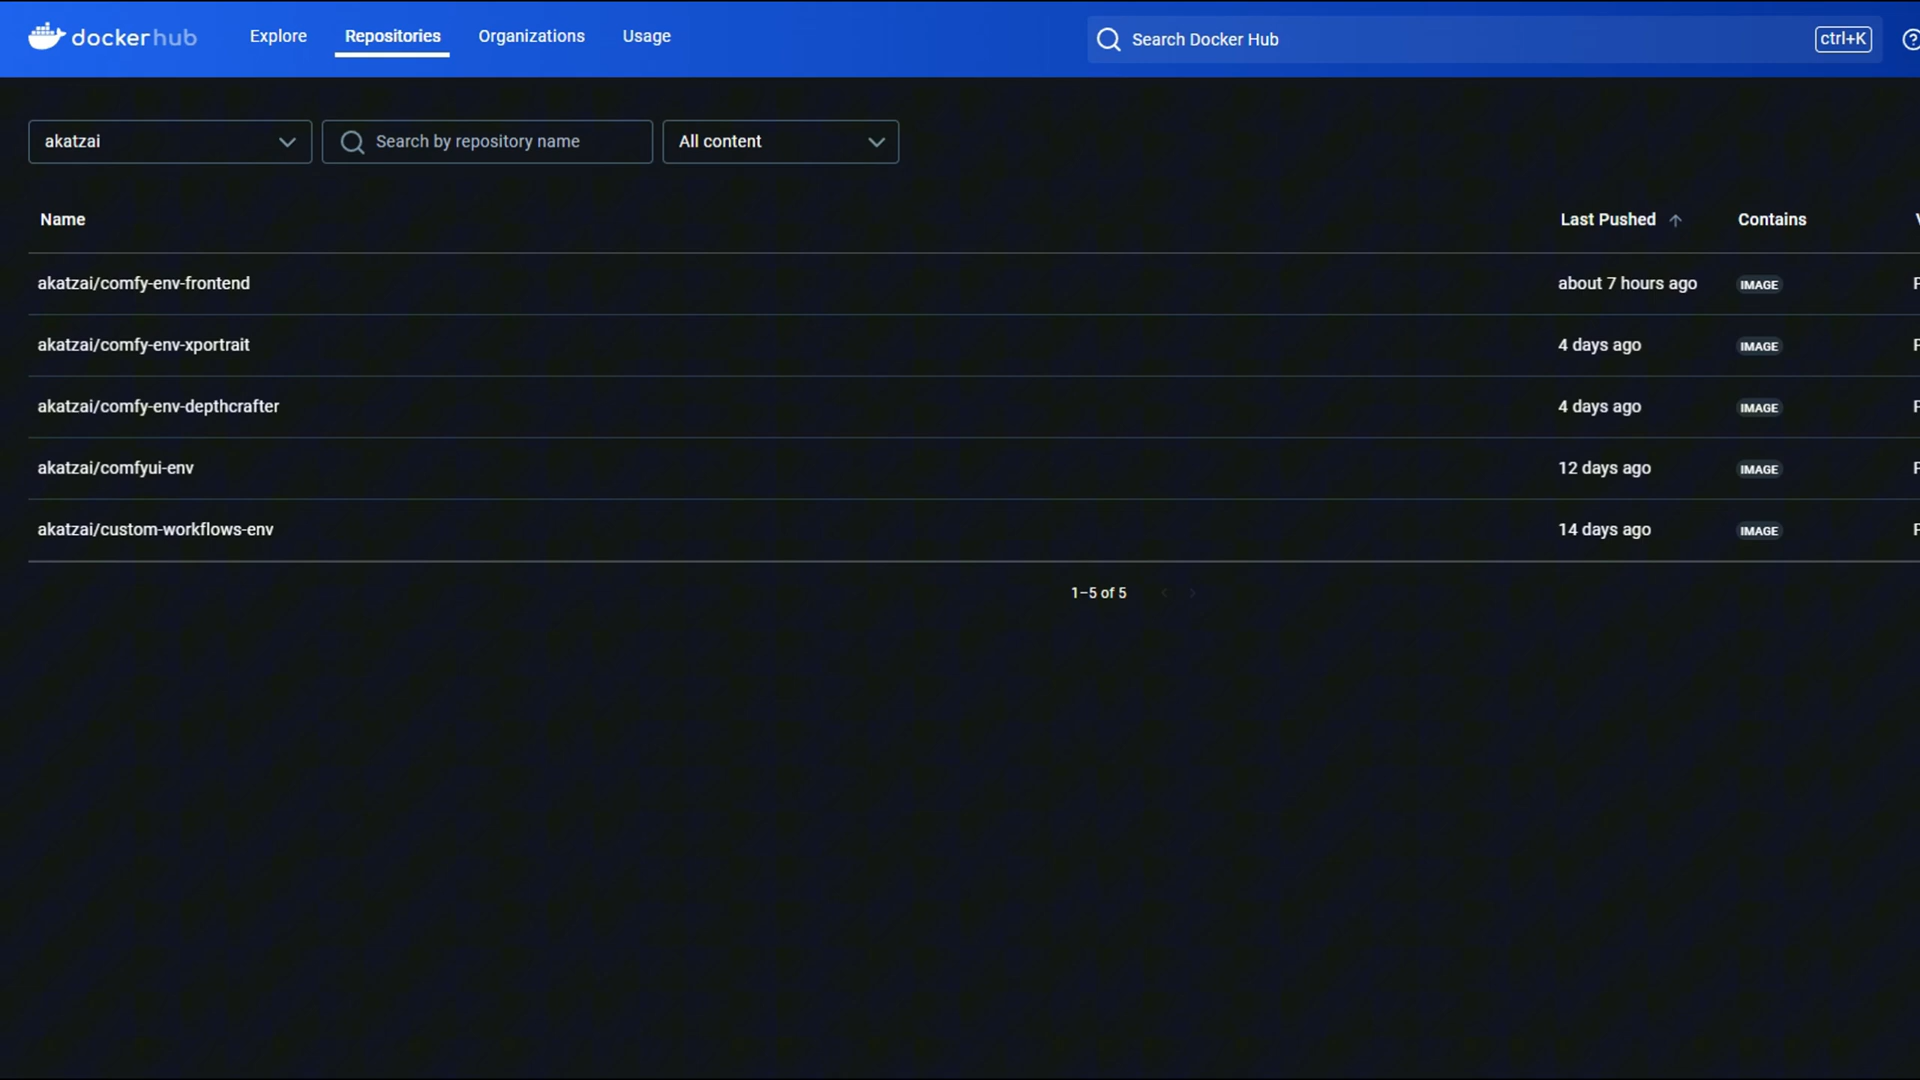 dockerhub Explore Repositories Organizations Usage Search Docker Hub ctrl+K ?
akatzai Search by repository name All content
Name Last Pushed Contains
akatzai/comfy-env-frontend about 7 hours ago IMAGE
akatzai/comfy-env-xportrait 4 days ago IMAGE
akatzai/comfy-env-depthcrafter 4 days ago IMAGE
akatzai/comfyui-env 12 days ago IMAGE
akatzai/custom-workflows-env 14 days ago IMAGE
1–5 of 5